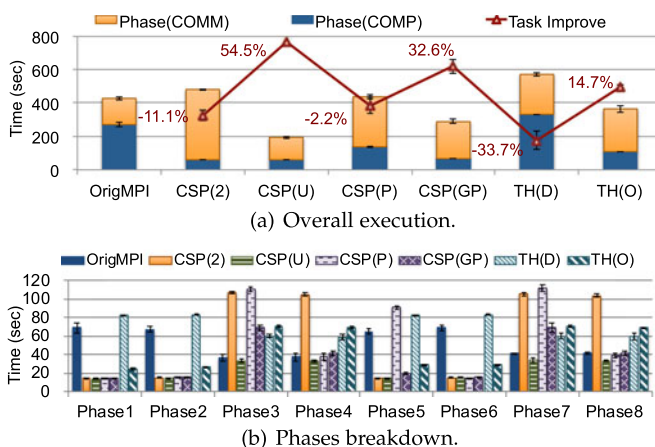 Phase(COMM) Phase(COMP) Task Improve
800
600
400
200
0
Time (sec)
-11.1%
54.5%
-2.2%
32.6%
-33.7%
14.7%
OrigMPI CSP(2) CSP(U) CSP(P) CSP(GP) TH(D) TH(O)
(a) Overall execution.
OrigMPI CSP(2) CSP(U) CSP(P) CSP(GP) TH(D) TH(O)
120
100
80
60
40
20
0
Time (sec)
Phase1 Phase2 Phase3 Phase4 Phase5 Phase6 Phase7 Phase8
(b) Phases breakdown.